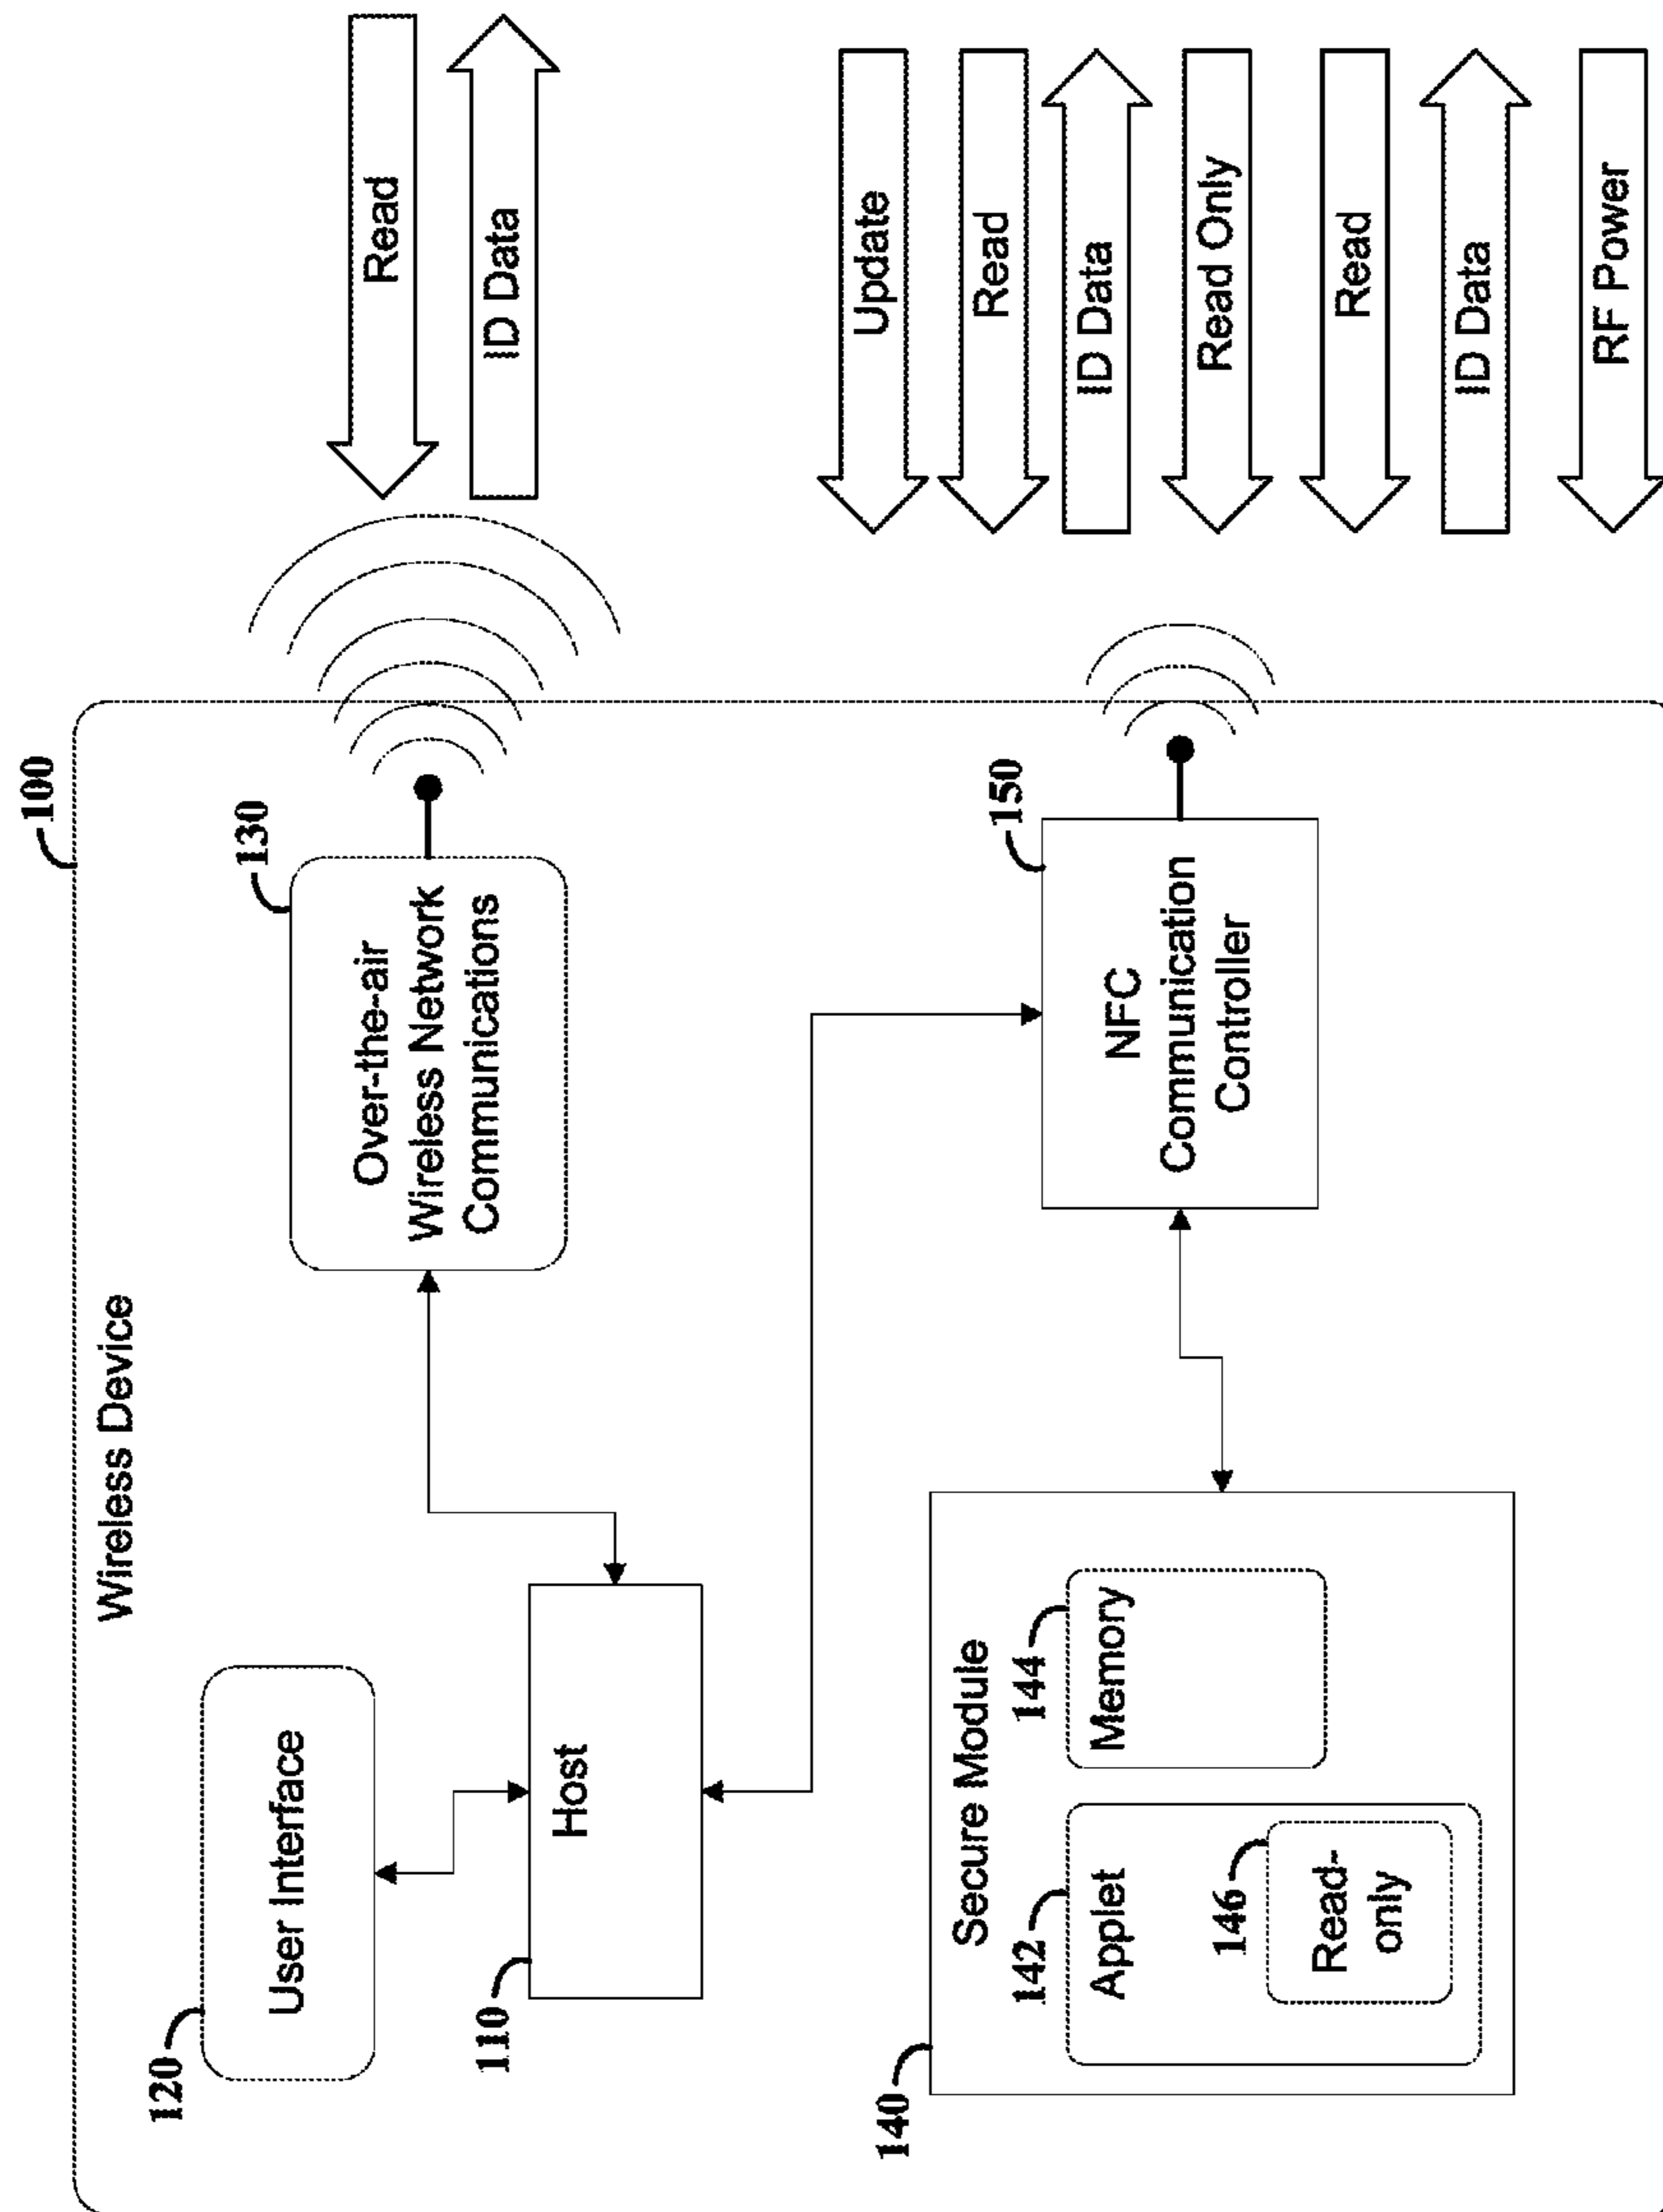 100
Wireless Device
120
User Interface
130
Over-the-air
Wireless Network
Communications
Read
ID Data
110
Host
140
Secure Module
142
Applet
144
Memory
146
Read-
only
150
NFC
Communication
Controller
Update
Read
ID Data
Read Only
Read
ID Data
RF Power